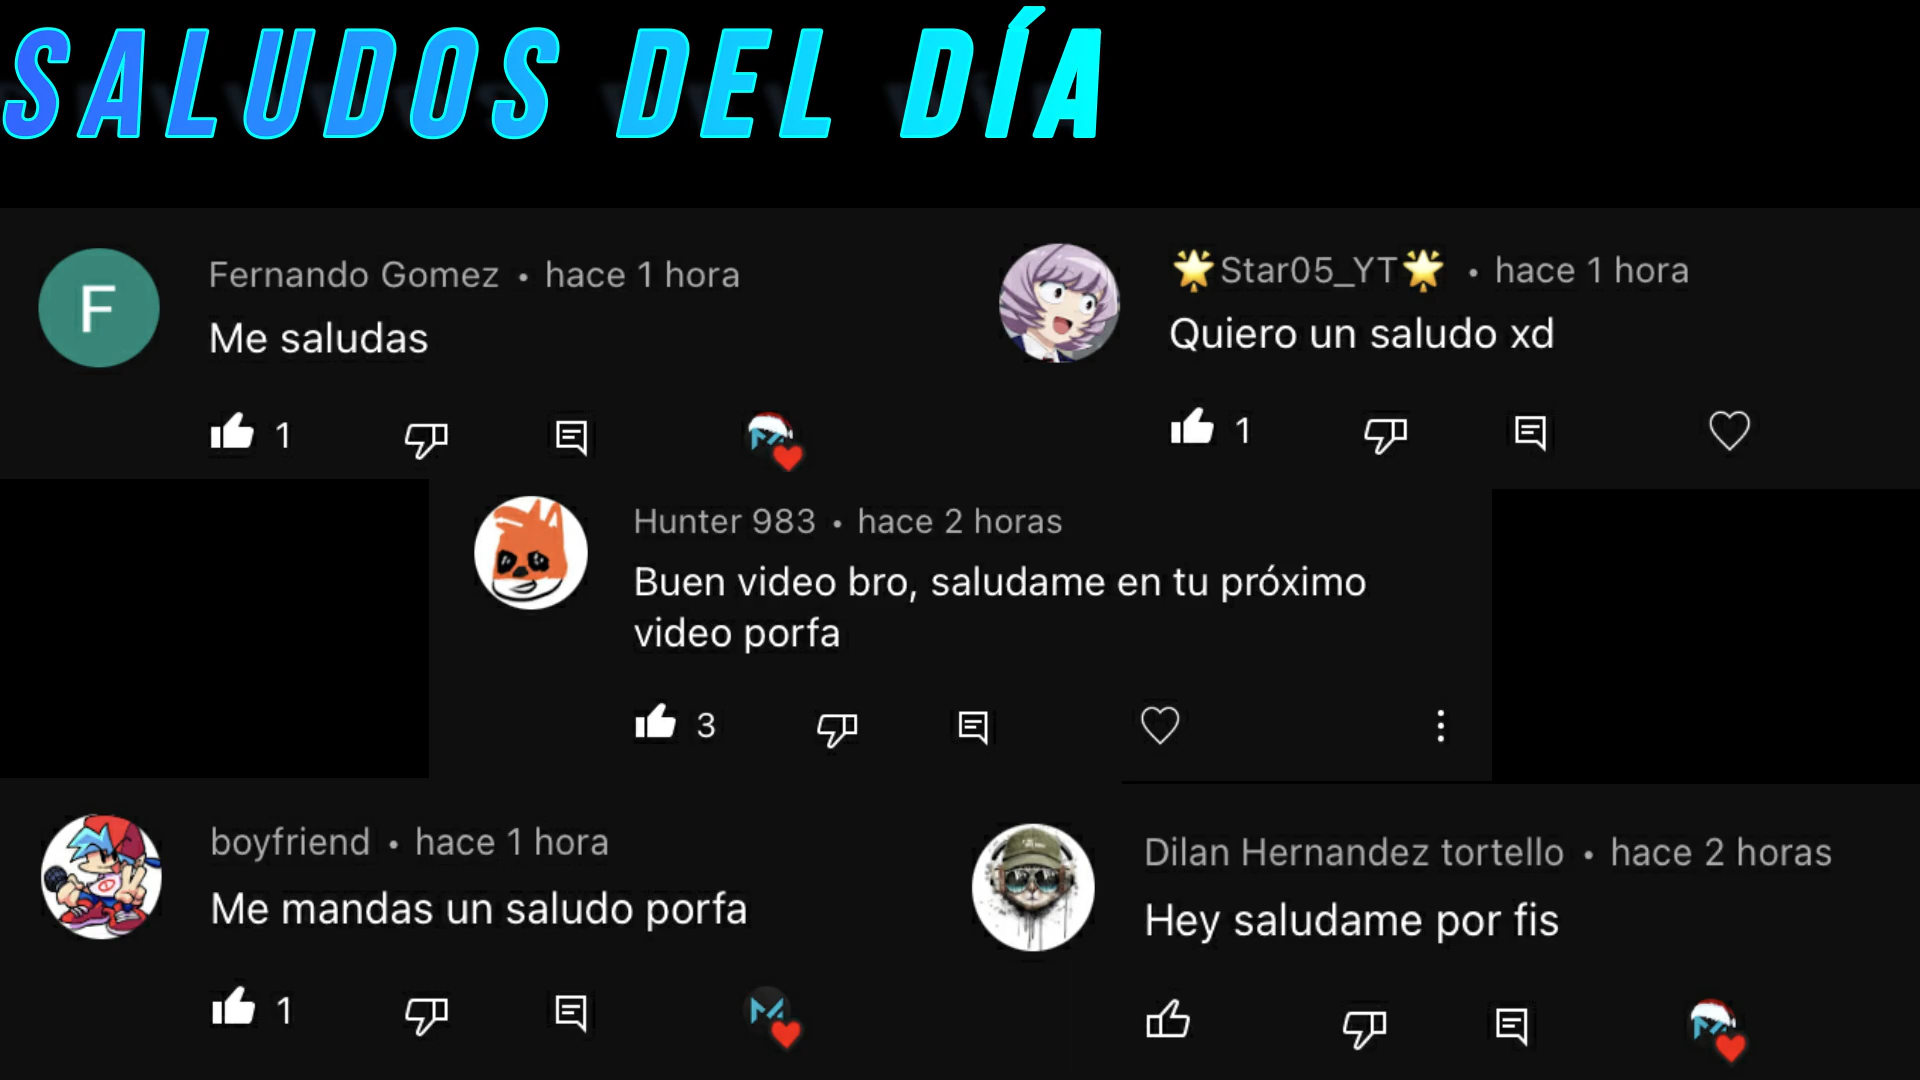 SALUDOS DEL DÍA
Fernando Gomez • hace 1 hora
Me saludas
1
🌟Star05_YT🌟 • hace 1 hora
Quiero un saludo xd
1
Hunter 983 • hace 2 horas
Buen video bro, saludame en tu próximo
video porfa
3
boyfriend • hace 1 hora
Me mandas un saludo porfa
1
Dilan Hernandez tortello • hace 2 horas
Hey saludame por fis
F